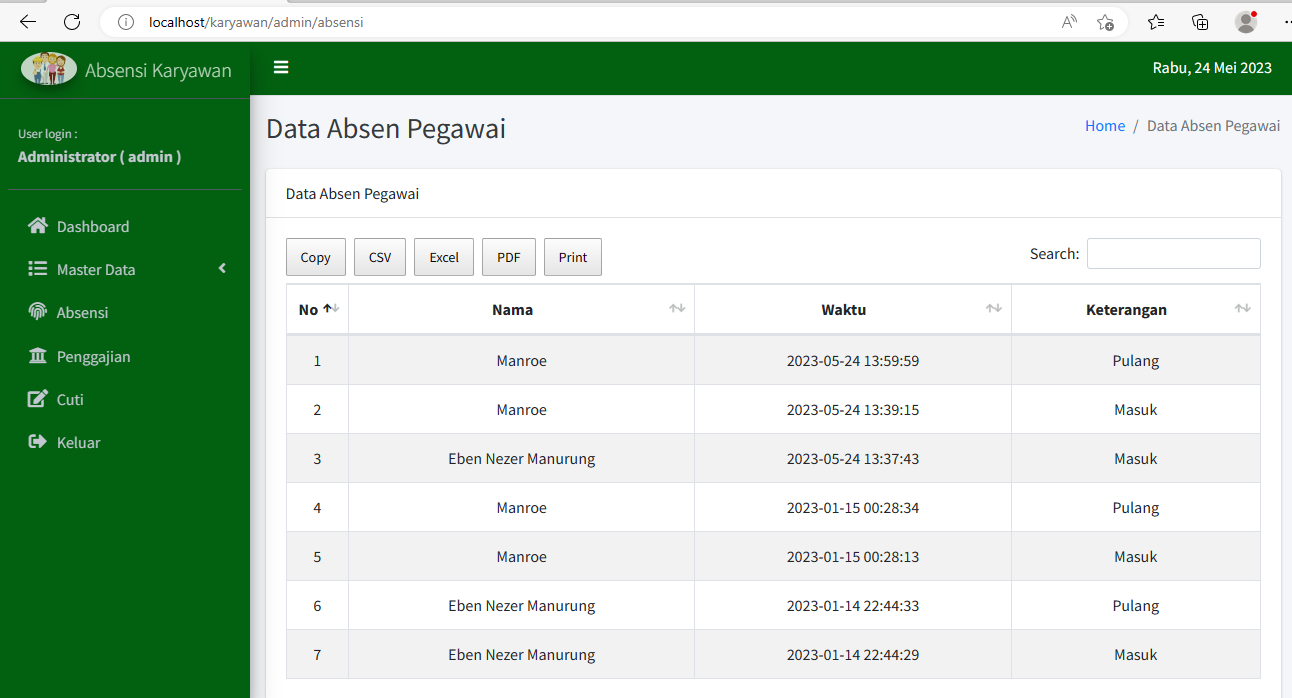 localhost/karyawan/admin/absensi
Absensi Karyawan
Rabu, 24 Mei 2023
User login :
Administrator ( admin )
Dashboard
Master Data
Absensi
Penggajian
Cuti
Keluar
Data Absen Pegawai
Home / Data Absen Pegawai
Data Absen Pegawai
Copy CSV Excel PDF Print
Search:
No Nama Waktu Keterangan
1 Manroe 2023-05-24 13:59:59 Pulang
2 Manroe 2023-05-24 13:39:15 Masuk
3 Eben Nezer Manurung 2023-05-24 13:37:43 Masuk
4 Manroe 2023-01-15 00:28:34 Pulang
5 Manroe 2023-01-15 00:28:13 Masuk
6 Eben Nezer Manurung 2023-01-14 22:44:33 Pulang
7 Eben Nezer Manurung 2023-01-14 22:44:29 Masuk